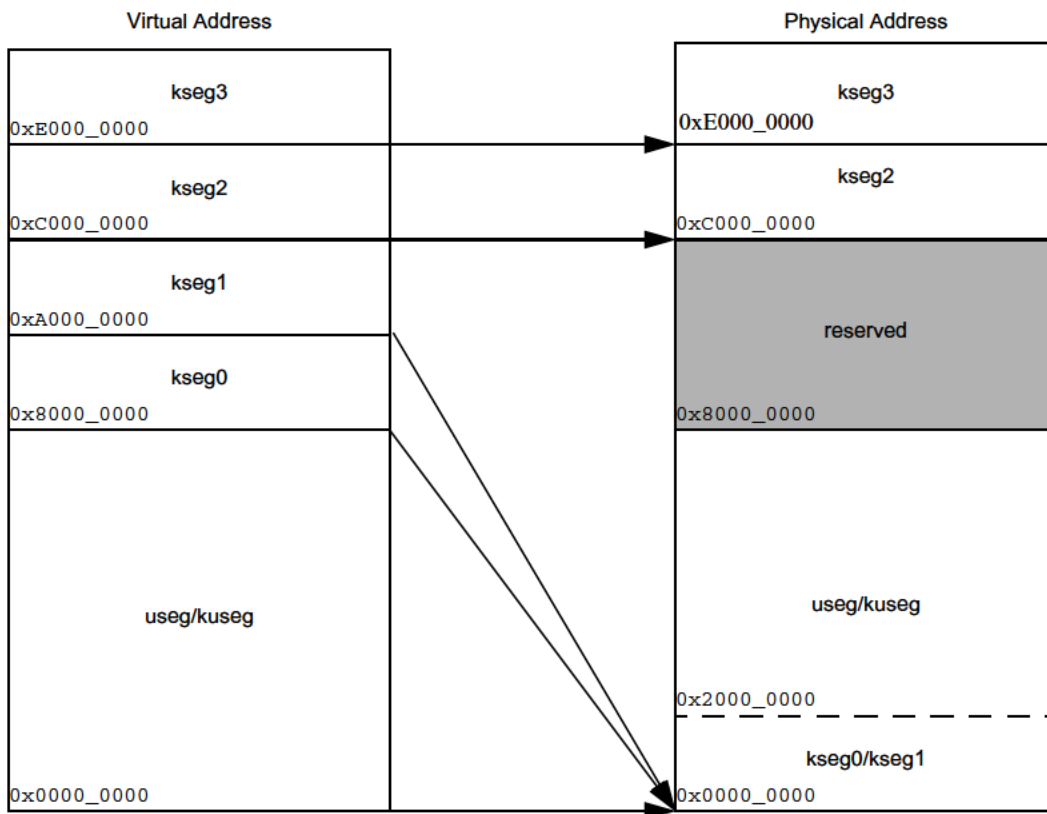 Virtual Address
Physical Address
kseg3
0xE000_0000
kseg2
0xC000_0000
kseg1
0xA000_0000
kseg0
0x8000_0000
useg/kuseg
0x0000_0000
kseg3
0xE000_0000
kseg2
0xC000_0000
reserved
0x8000_0000
useg/kuseg
0x2000_0000
kseg0/kseg1
0x0000_0000